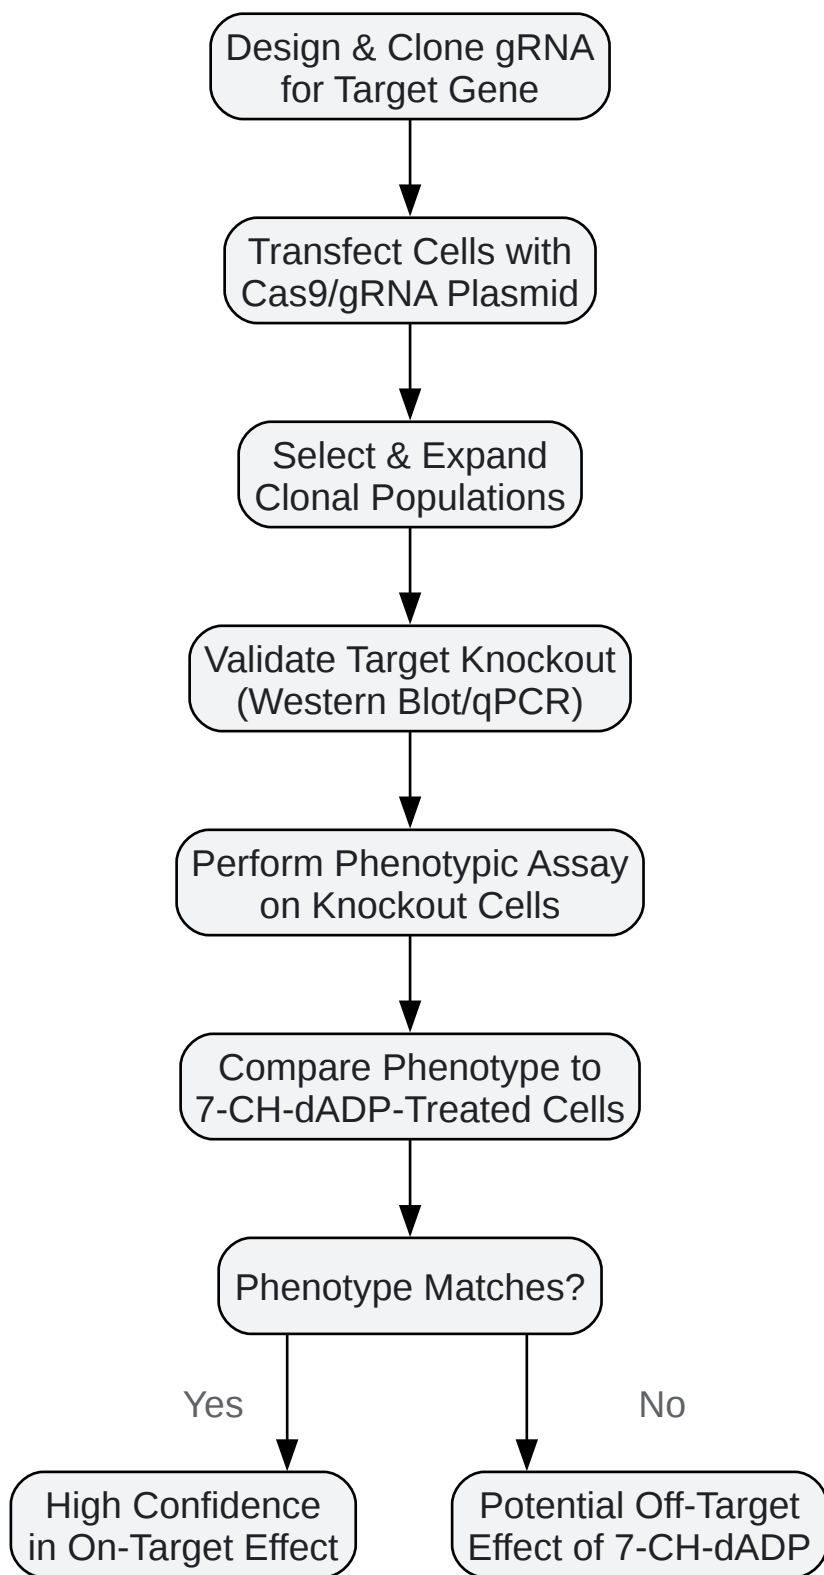 Design & Clone gRNA
for Target Gene
Transfect Cells with
Cas9/gRNA Plasmid
Select & Expand
Clonal Populations
Validate Target Knockout
(Western Blot/qPCR)
Perform Phenotypic Assay
on Knockout Cells
Compare Phenotype to
7-CH-dADP-Treated Cells
Phenotype Matches?
Yes
No
High Confidence
in On-Target Effect
Potential Off-Target
Effect of 7-CH-dADP